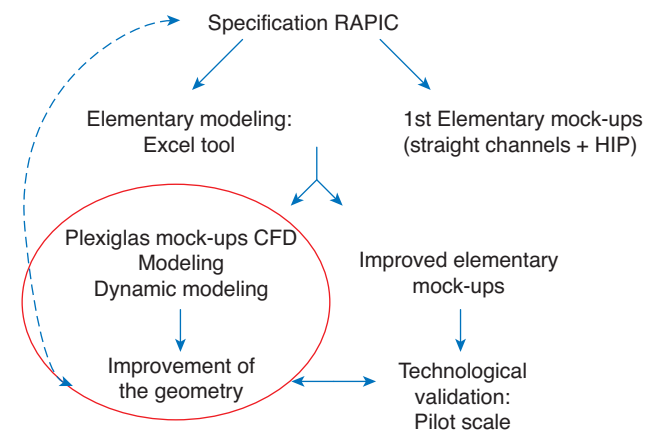 Specification RAPIC
Elementary modeling:
Excel tool
1st Elementary mock-ups
(straight channels + HIP)
Plexiglas mock-ups CFD
Modeling
Dynamic modeling
Improved elementary
mock-ups
Improvement of
the geometry
Technological
validation:
Pilot scale